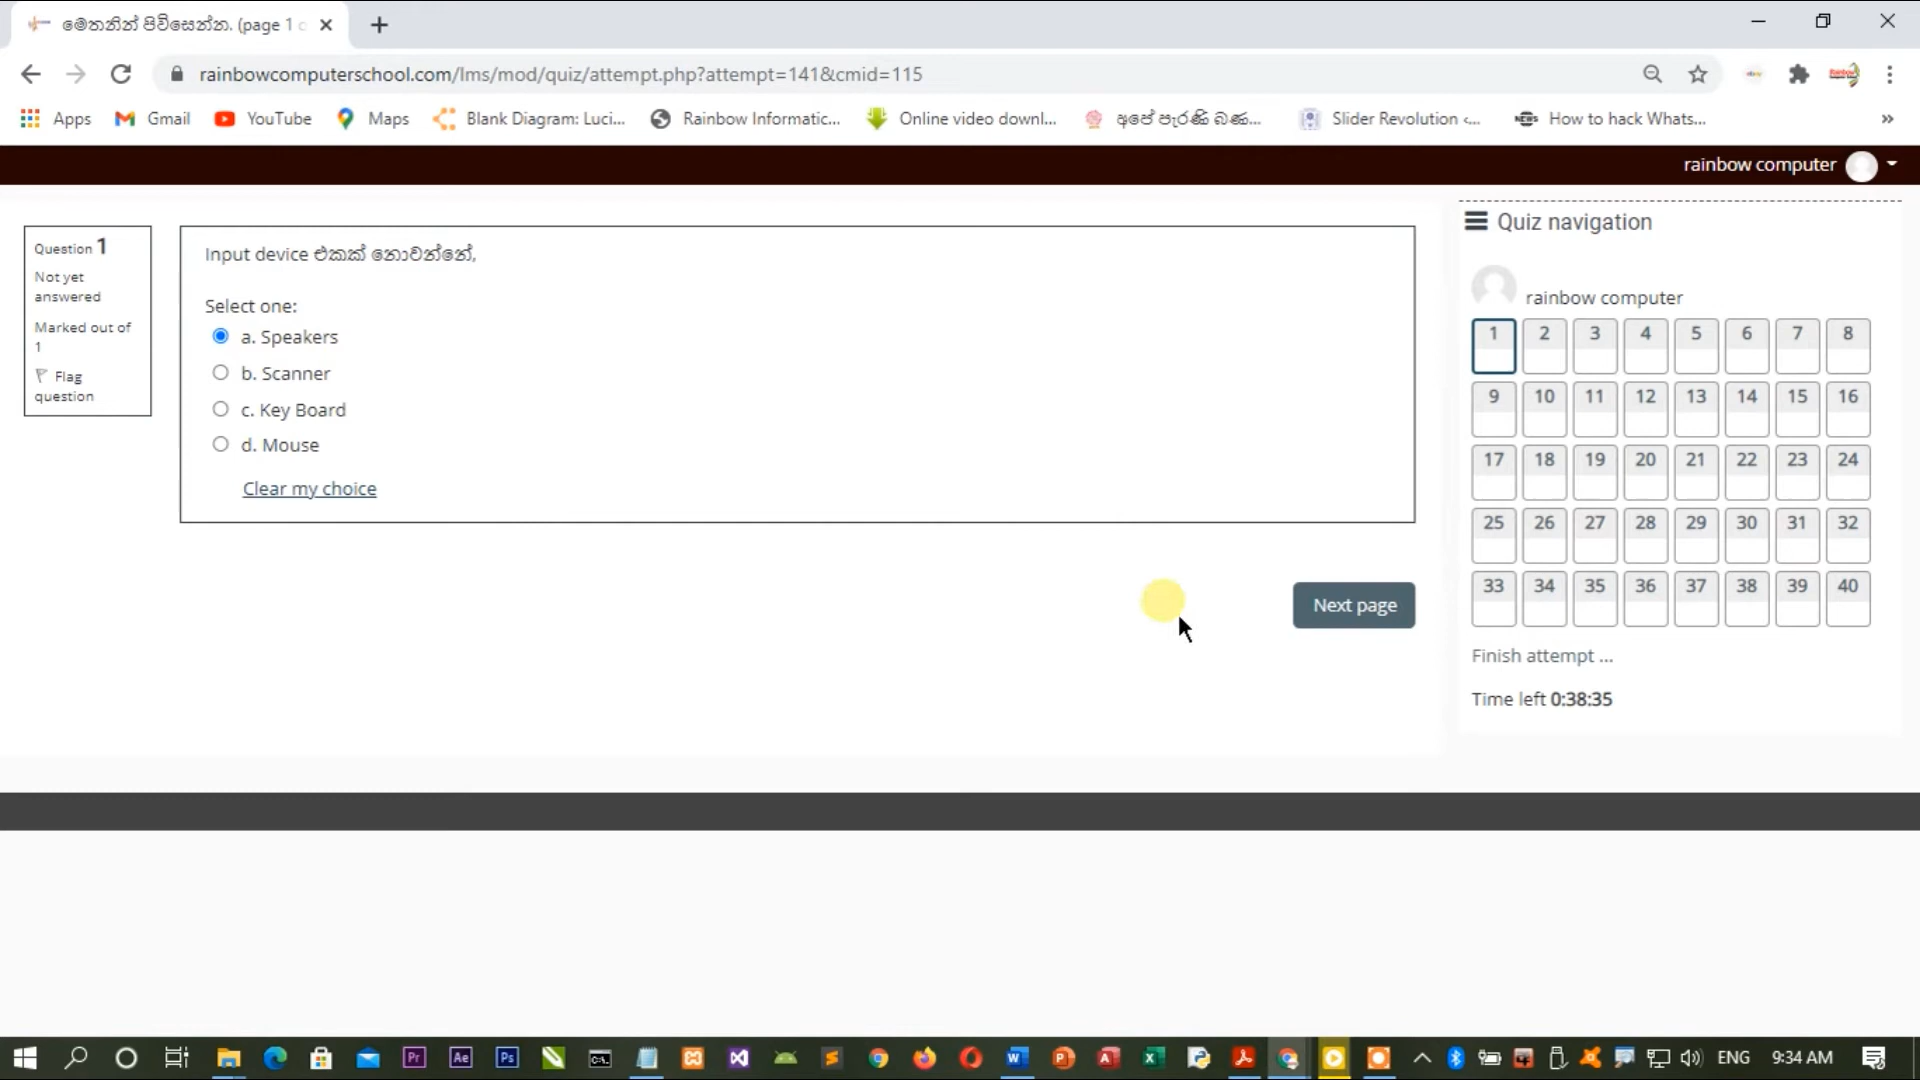 මෙතනින් පිවිසෙන්න. (page 1 o
rainbowcomputerschool.com/lms/mod/quiz/attempt.php?attempt=141&cmid=115
Apps Gmail YouTube Maps Blank Diagram: Luci... Rainbow Informatic... Online video downl... අපේ පැරණි බණ... Slider Revolution <... How to hack Whats... »
rainbow computer
Question 1
Not yet
answered
Marked out of
1
Flag
question
Input device එකක් නොවන්නේ,
Select one:
a. Speakers
b. Scanner
c. Key Board
d. Mouse
Clear my choice
Next page
Quiz navigation
rainbow computer
1 2 3 4 5 6 7 8
9 10 11 12 13 14 15 16
17 18 19 20 21 22 23 24
25 26 27 28 29 30 31 32
33 34 35 36 37 38 39 40
Finish attempt ...
Time left 0:38:35
Pr Ae Ps ENG 9:34 AM